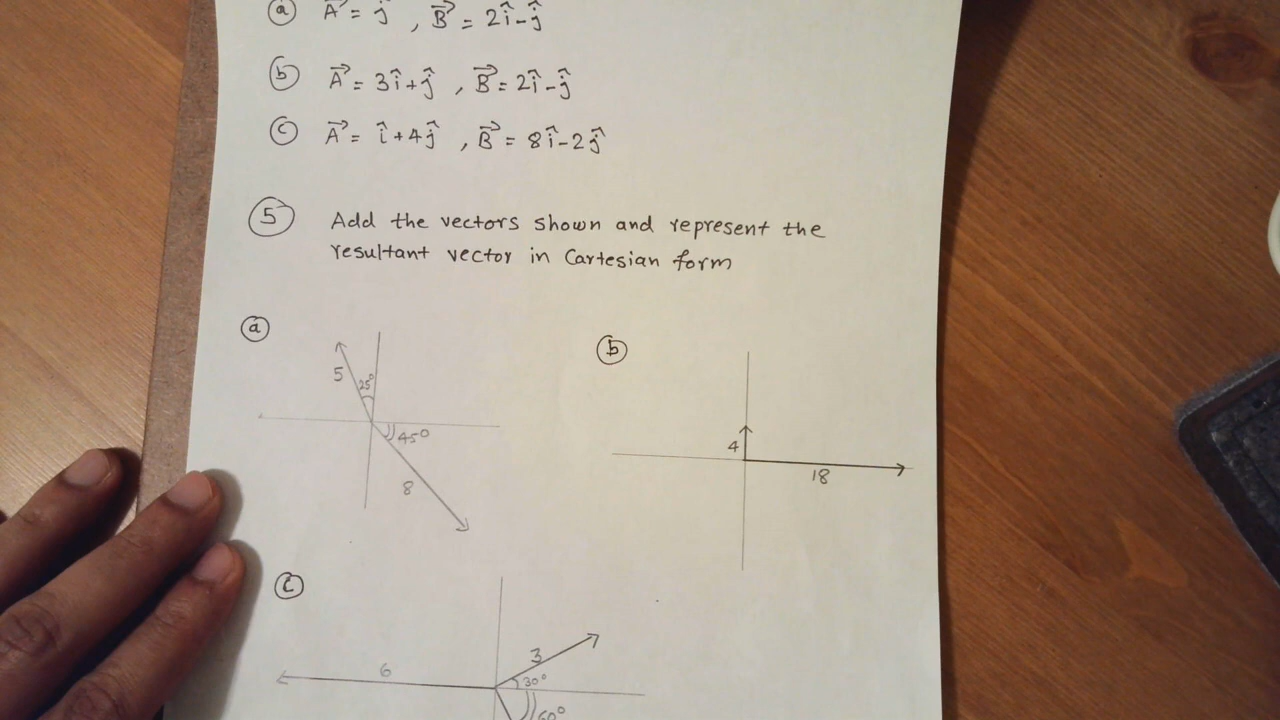 (a) A⃗ = ĵ , B⃗ = 2î-ĵ
(b) A⃗ = 3î+ĵ , B⃗ = 2î-ĵ
(c) A⃗ = î+4ĵ , B⃗ = 8î-2ĵ
(5) Add the vectors shown and represent the
resultant vector in Cartesian form
(a)
5
25°
45°
8
(b)
4
18
(c)
6
3
30°
60°